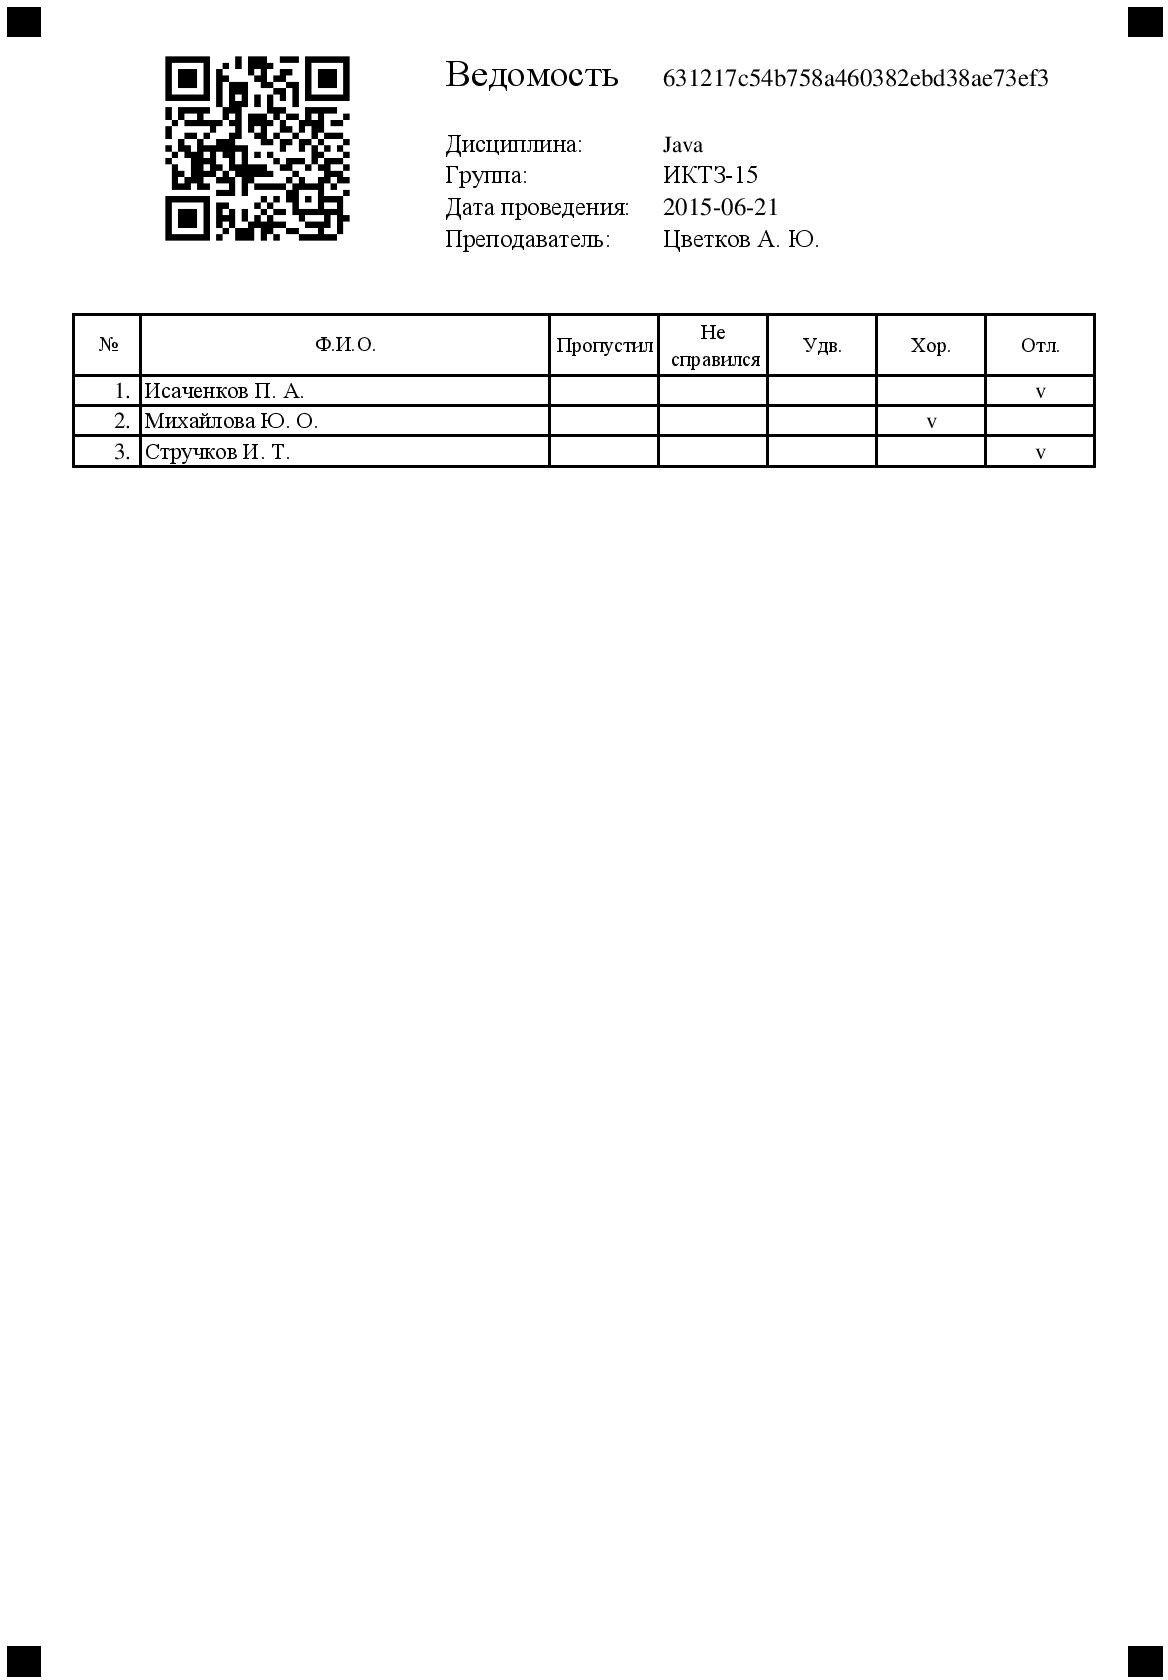 Ведомость 631217c54b758a460382ebd38ae73ef3
Дисциплина: Java
Группа: ИКТЗ-15
Дата проведения: 2015-06-21
Преподаватель: Цветков А. Ю.
№ Ф.И.О. Пропустил Не справился Удв. Хор. Отл.
1. Исаченков П. А. v
2. Михайлова Ю. О. v
3. Стручков И. Т. v